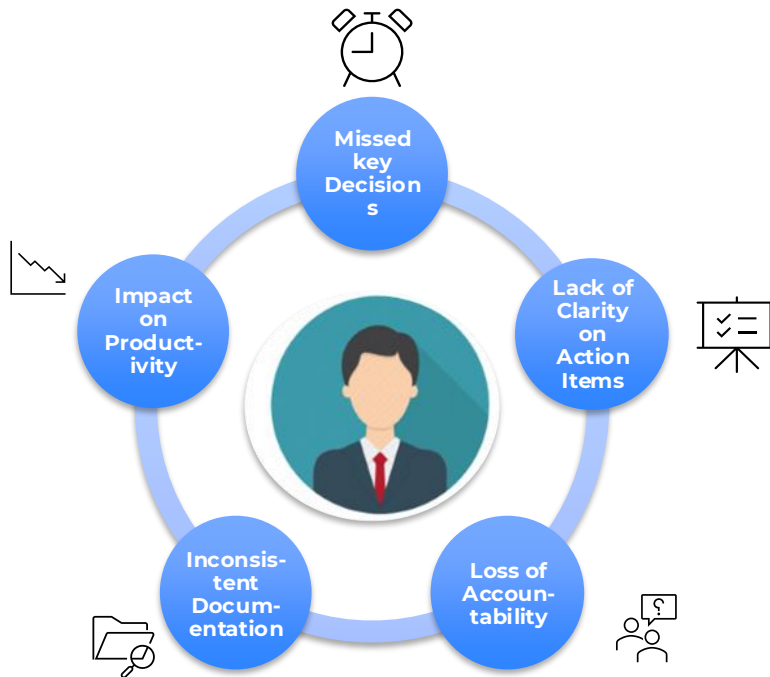 Missed
key
Decision
s
Lack of
Clarity
on
Action
Items
Loss of
Accoun-
tability
Inconsis-
tent
Docum-
entation
Impact
on
Product-
ivity
?